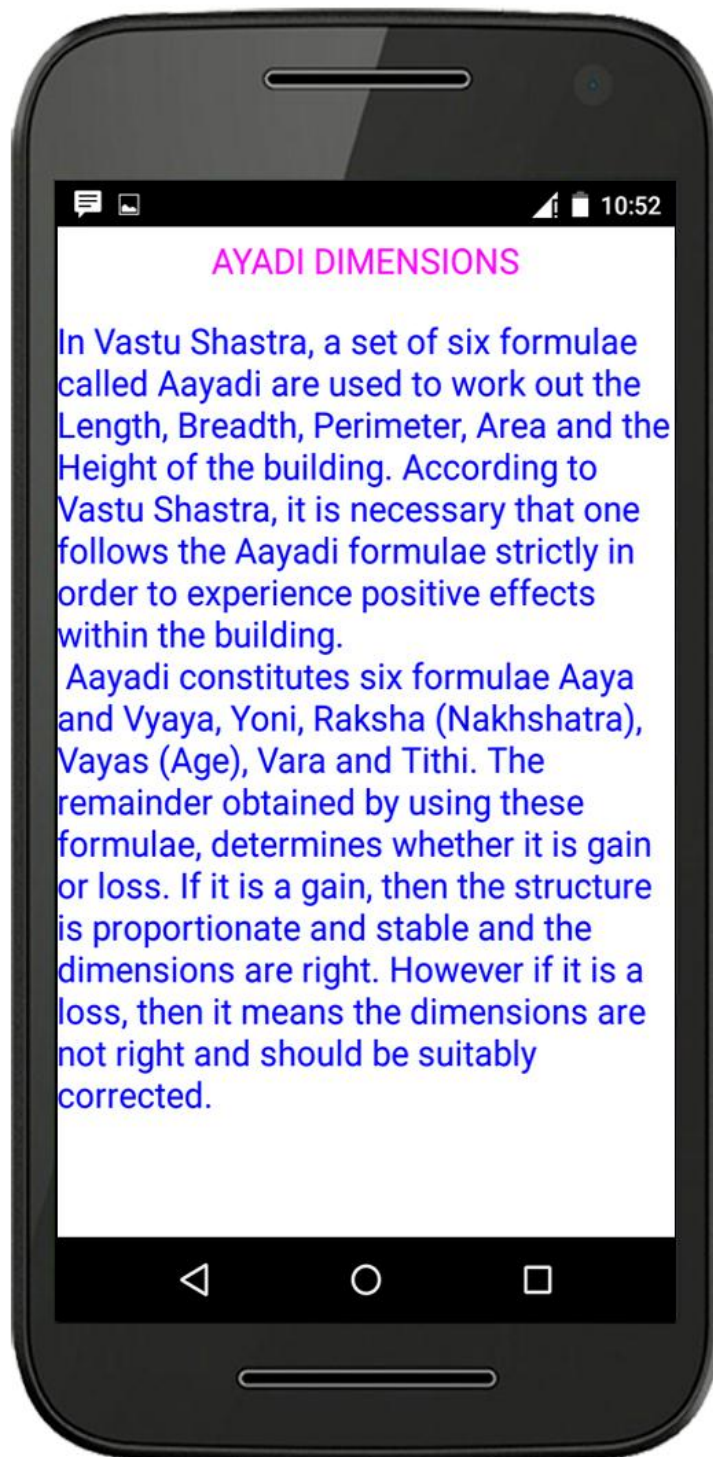 10:52
AYADI DIMENSIONS
In Vastu Shastra, a set of six formulae
called Aayadi are used to work out the
Length, Breadth, Perimeter, Area and the
Height of the building. According to
Vastu Shastra, it is necessary that one
follows the Aayadi formulae strictly in
order to experience positive effects
within the building.
Aayadi constitutes six formulae Aaya
and Vyaya, Yoni, Raksha (Nakhshatra),
Vayas (Age), Vara and Tithi. The
remainder obtained by using these
formulae, determines whether it is gain
or loss. If it is a gain, then the structure
is proportionate and stable and the
dimensions are right. However if it is a
loss, then it means the dimensions are
not right and should be suitably
corrected.